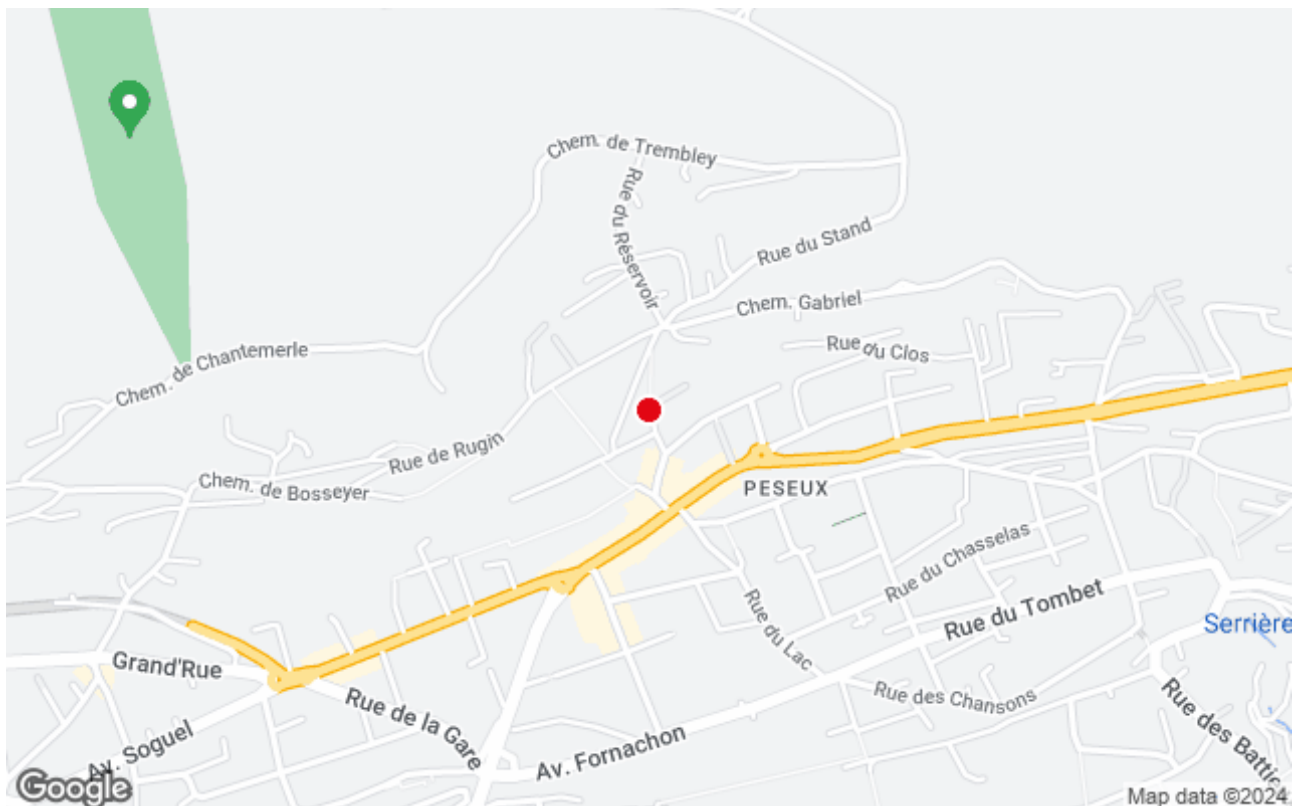 Chem. de Trembley
Rue du Réservoir
Rue du Stand
Chem. Gabriel
Rue du Clos
Chem. de Chantemerle
Rue de Rugin
Chem. de Bosseyer
PESEUX
Rue du Chasselas
Rue du Tombet
Serrière
Rue du Lac
Grand'Rue
Rue des Chansons
Rue de la Gare
Rue des Battie
Av. Soguel
Av. Fornachon
Google
Map data ©2024